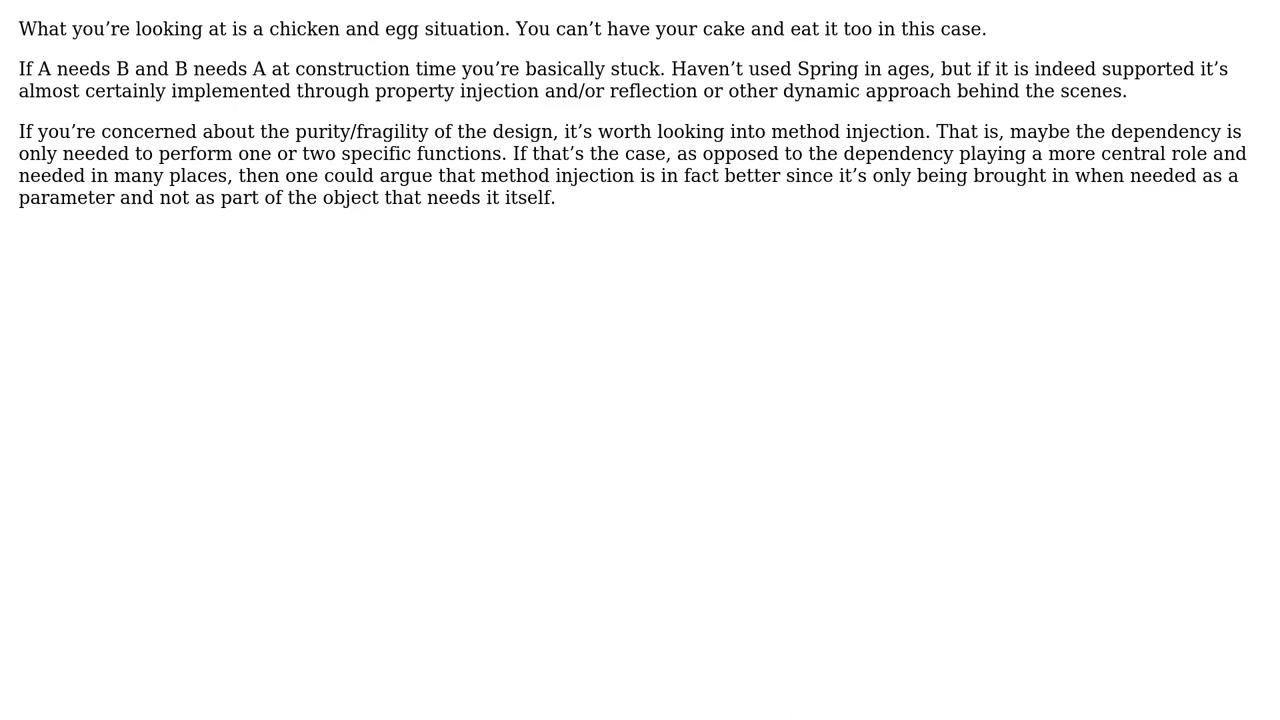 What you’re looking at is a chicken and egg situation. You can’t have your cake and eat it too in this case.
If A needs B and B needs A at construction time you’re basically stuck. Haven’t used Spring in ages, but if it is indeed supported it’s
almost certainly implemented through property injection and/or reflection or other dynamic approach behind the scenes.
If you’re concerned about the purity/fragility of the design, it’s worth looking into method injection. That is, maybe the dependency is
only needed to perform one or two specific functions. If that’s the case, as opposed to the dependency playing a more central role and
needed in many places, then one could argue that method injection is in fact better since it’s only being brought in when needed as a
parameter and not as part of the object that needs it itself.